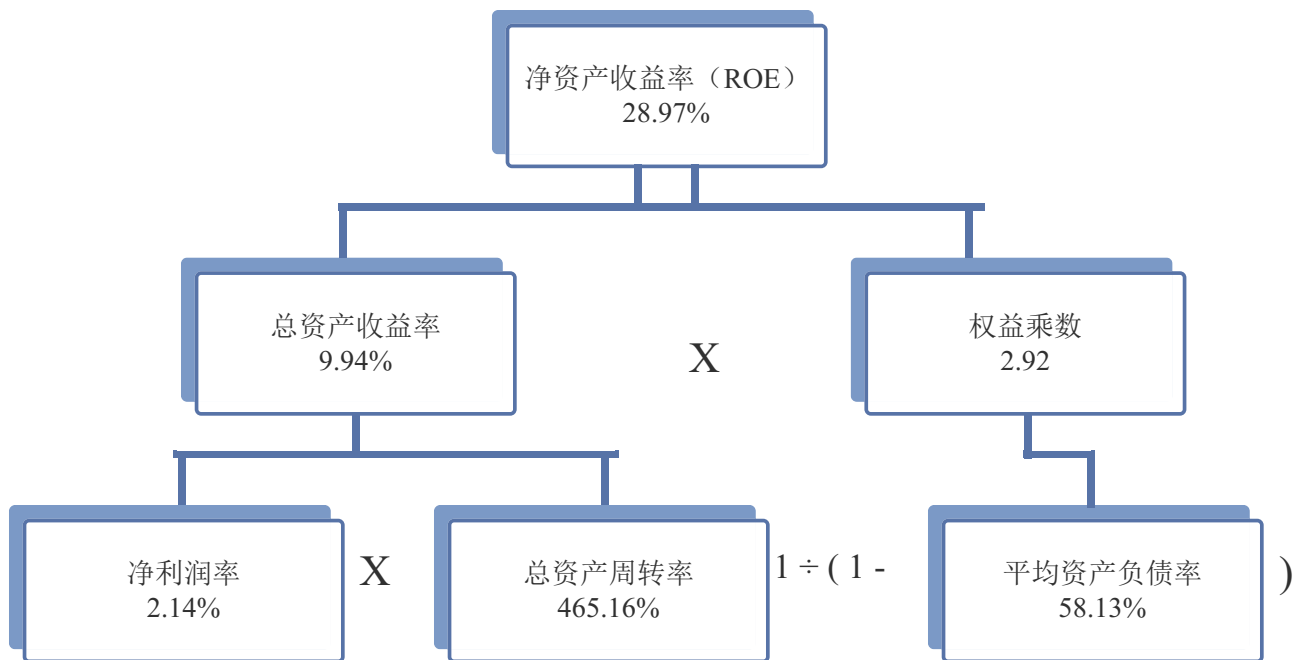 净资产收益率（ROE）
28.97%
总资产收益率
9.94%
X
权益乘数
2.92
净利润率
2.14%
X
总资产周转率
465.16%
1 ÷ ( 1 -
平均资产负债率
58.13%
)